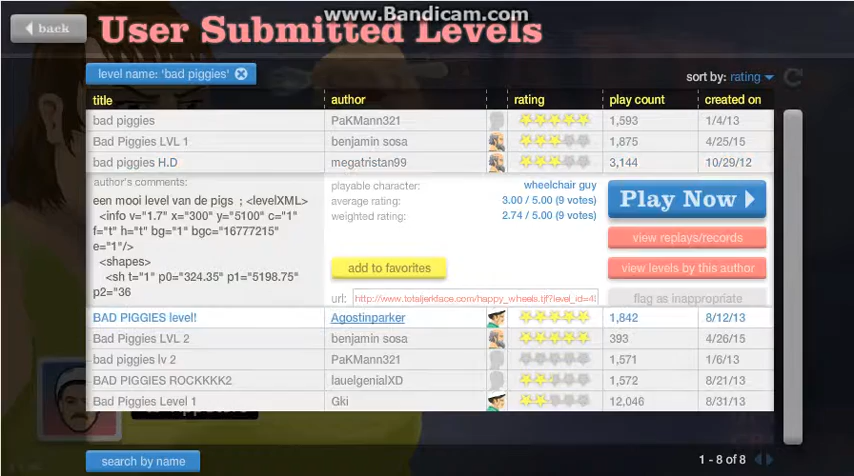 www.Bandicam.com
back
User Submitted Levels
level name: 'bad piggies'
sort by: rating
title author rating play count created on
bad piggies PaKMann321 1,593 1/4/13
Bad Piggies LVL 1 benjamin sosa 1,875 4/25/15
bad piggies H.D megatristan99 3,144 10/29/12
author's comments:
een mooi level van de pigs ; <levelXML>
<info v="1.7" x="300" y="5100" c="1"
f="t" h="t" bg="1" bgc="16777215"
e="1"/>
<shapes>
<sh t="1" p0="324.35" p1="5198.75"
p2="36
playable character: wheelchair guy
average rating: 3.00 / 5.00 (9 votes)
weighted rating: 2.74 / 5.00 (9 votes)
add to favorites
url: http://www.totaljerkface.com/happy_wheels.tjf?level_id=4
Play Now
view replays/records
view levels by this author
flag as inappropriate
BAD PIGGIES level! Agostinparker 1,842 8/12/13
Bad Piggies LVL 2 benjamin sosa 393 4/26/15
bad piggies lv 2 PaKMann321 1,571 1/6/13
BAD PIGGIES ROCKKKK2 lauelgenialXD 1,572 8/21/13
Bad Piggies Level 1 Gki 12,046 8/31/13
search by name
1 - 8 of 8